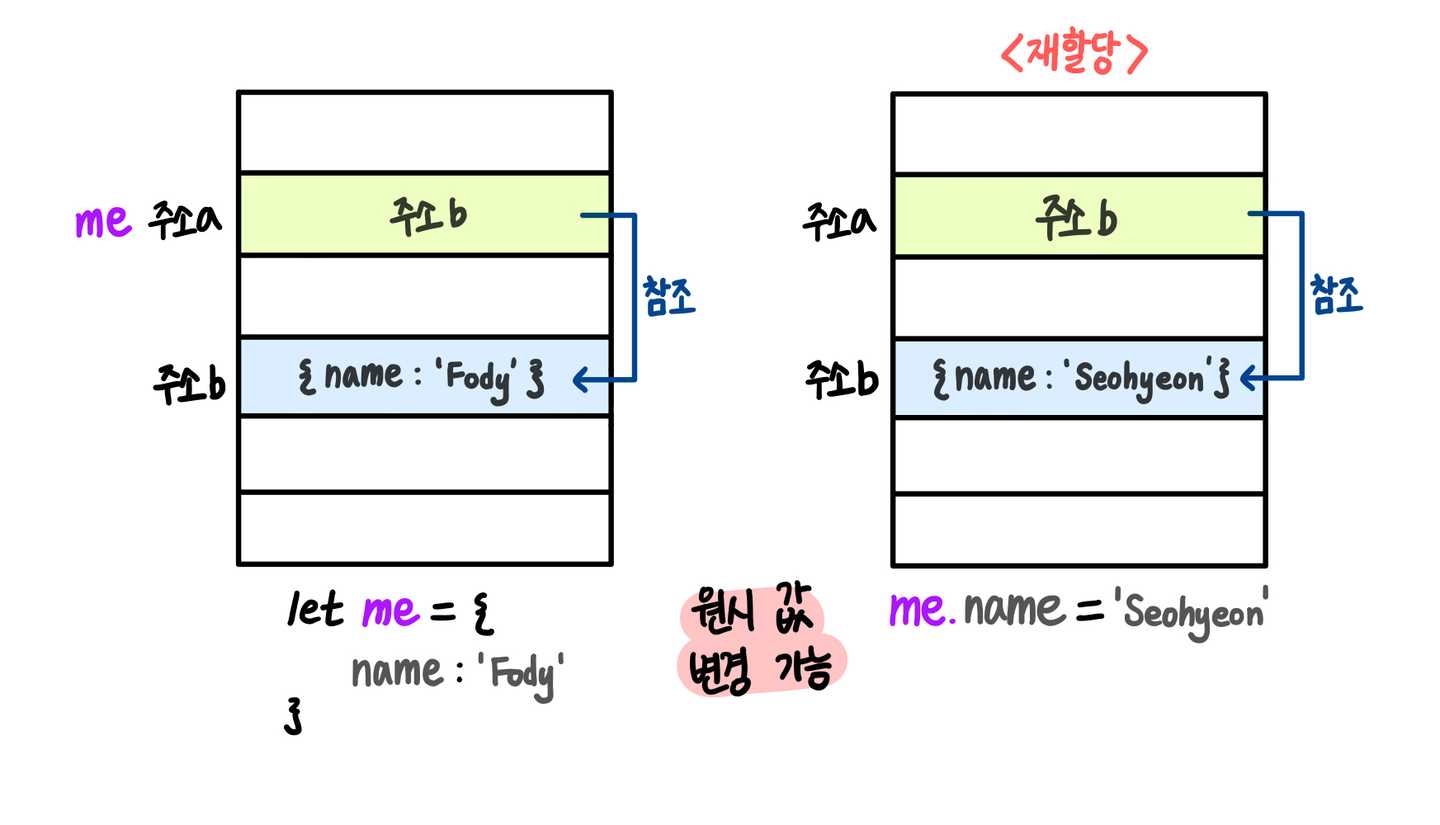 <재할당>
me 주소a
주소b
참조
주소b
{ name : 'Fody' }
주소a
주소b
참조
주소b
{ name : 'Seohyeon' }
let me = {
name : 'Fody'
}
원시 값
변경 가능
me.name = 'Seohyeon'